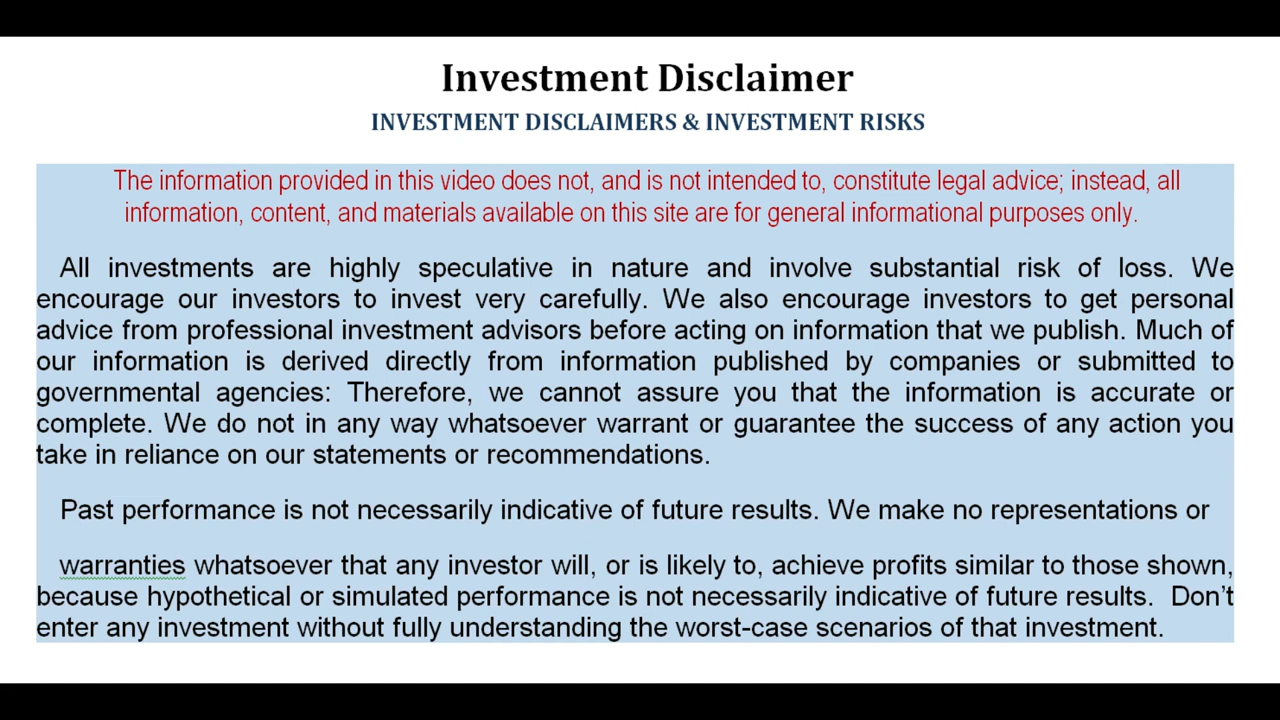 Investment Disclaimer
INVESTMENT DISCLAIMERS & INVESTMENT RISKS
The information provided in this video does not, and is not intended to, constitute legal advice; instead, all
information, content, and materials available on this site are for general informational purposes only.
All investments are highly speculative in nature and involve substantial risk of loss. We
encourage our investors to invest very carefully. We also encourage investors to get personal
advice from professional investment advisors before acting on information that we publish. Much of
our information is derived directly from information published by companies or submitted to
governmental agencies: Therefore, we cannot assure you that the information is accurate or
complete. We do not in any way whatsoever warrant or guarantee the success of any action you
take in reliance on our statements or recommendations.
Past performance is not necessarily indicative of future results. We make no representations or
warranties whatsoever that any investor will, or is likely to, achieve profits similar to those shown,
because hypothetical or simulated performance is not necessarily indicative of future results.  Don’t
enter any investment without fully understanding the worst-case scenarios of that investment.